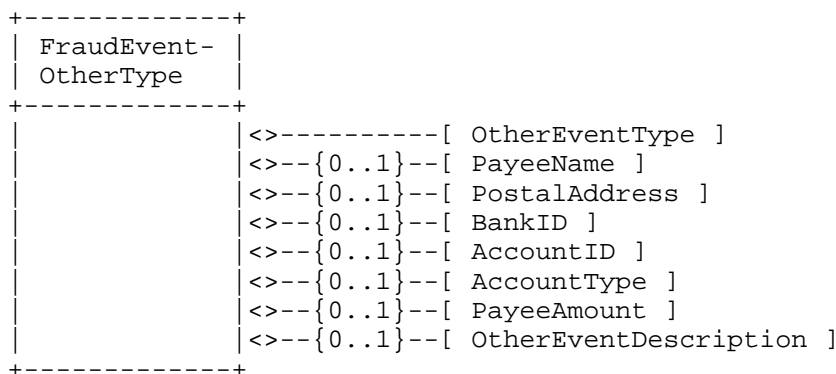 +-------------+
| FraudEvent- |
| OtherType   |
+-------------+
|             |<>----------[ OtherEventType ]
|             |<>--{0..1}--[ PayeeName ]
|             |<>--{0..1}--[ PostalAddress ]
|             |<>--{0..1}--[ BankID ]
|             |<>--{0..1}--[ AccountID ]
|             |<>--{0..1}--[ AccountType ]
|             |<>--{0..1}--[ PayeeAmount ]
|             |<>--{0..1}--[ OtherEventDescription ]
+-------------+